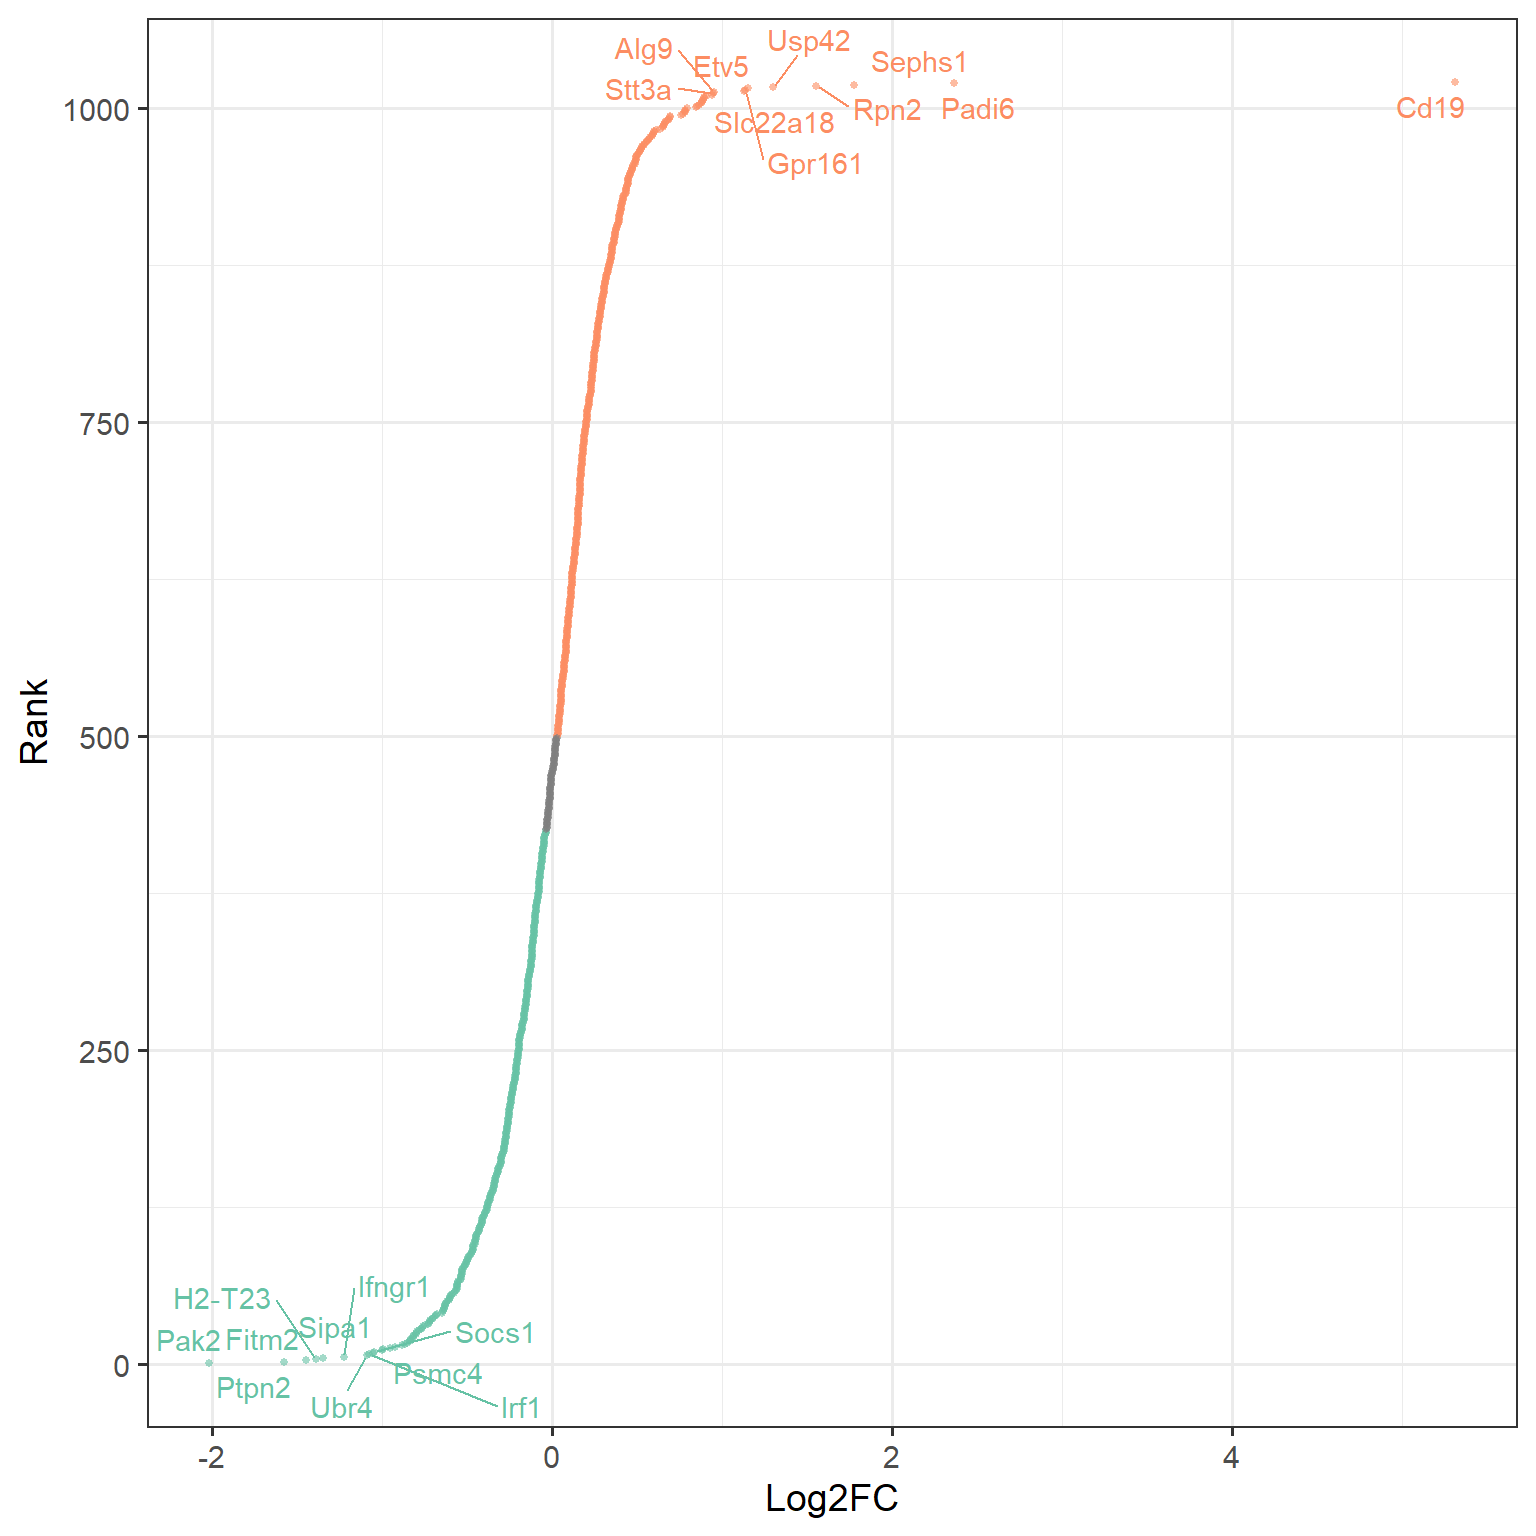 Usp42
Alg9
Etv5
Sephs1
Stt3a
1000
Rpn2
Padi6
Cd19
Slc22a18
Gpr161
750
Rank
500
250
Ifngr1
H2-T23
Sipa1
Socs1
Pak2
Fitm2
0
Psmc4
Ptpn2
Ubr4
Irf1
-2
0
2
4
Log2FC